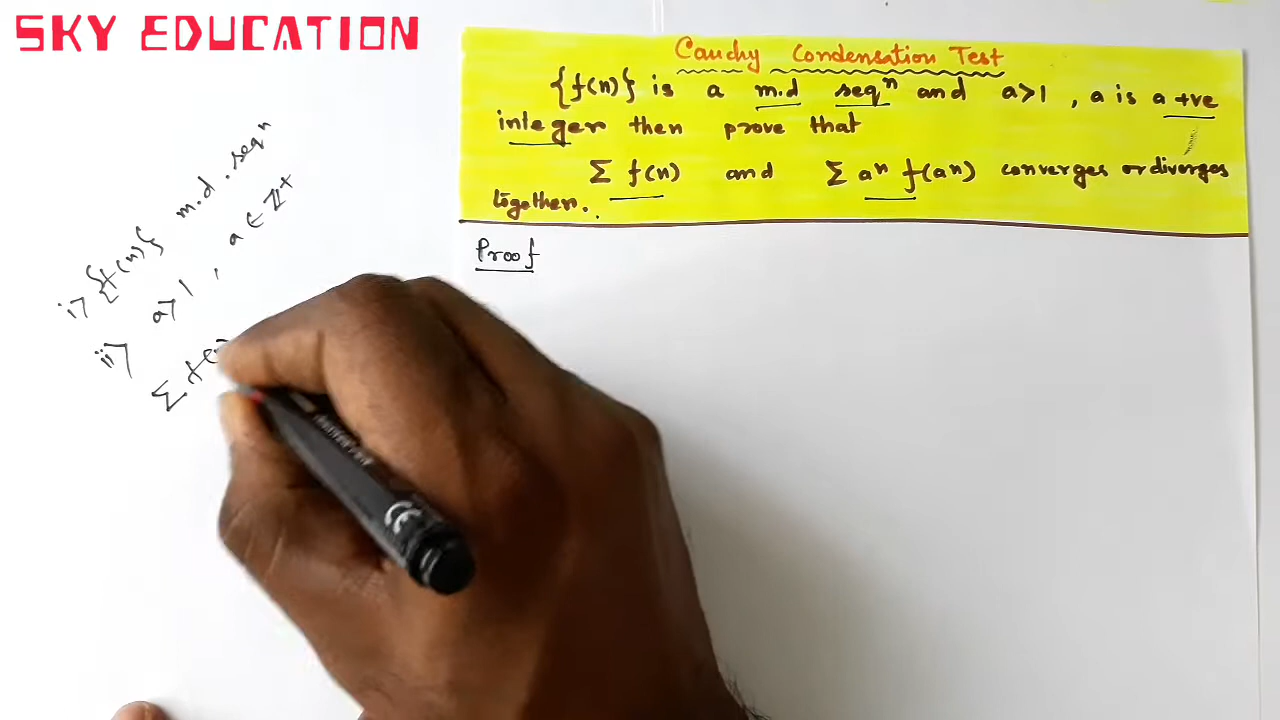 SKY EDUCATION
Cauchy Condensation Test
{f(n)} is a m.d seqⁿ and a>1 , a is a +ve
integer then prove that
Σ f(n) and Σ aⁿ f(aⁿ) converges or diverges
together.
Proof
i> {f(n)} m.d. seqⁿ
ii> a>1 , a ∈ ℤ⁺
Σ f(n)